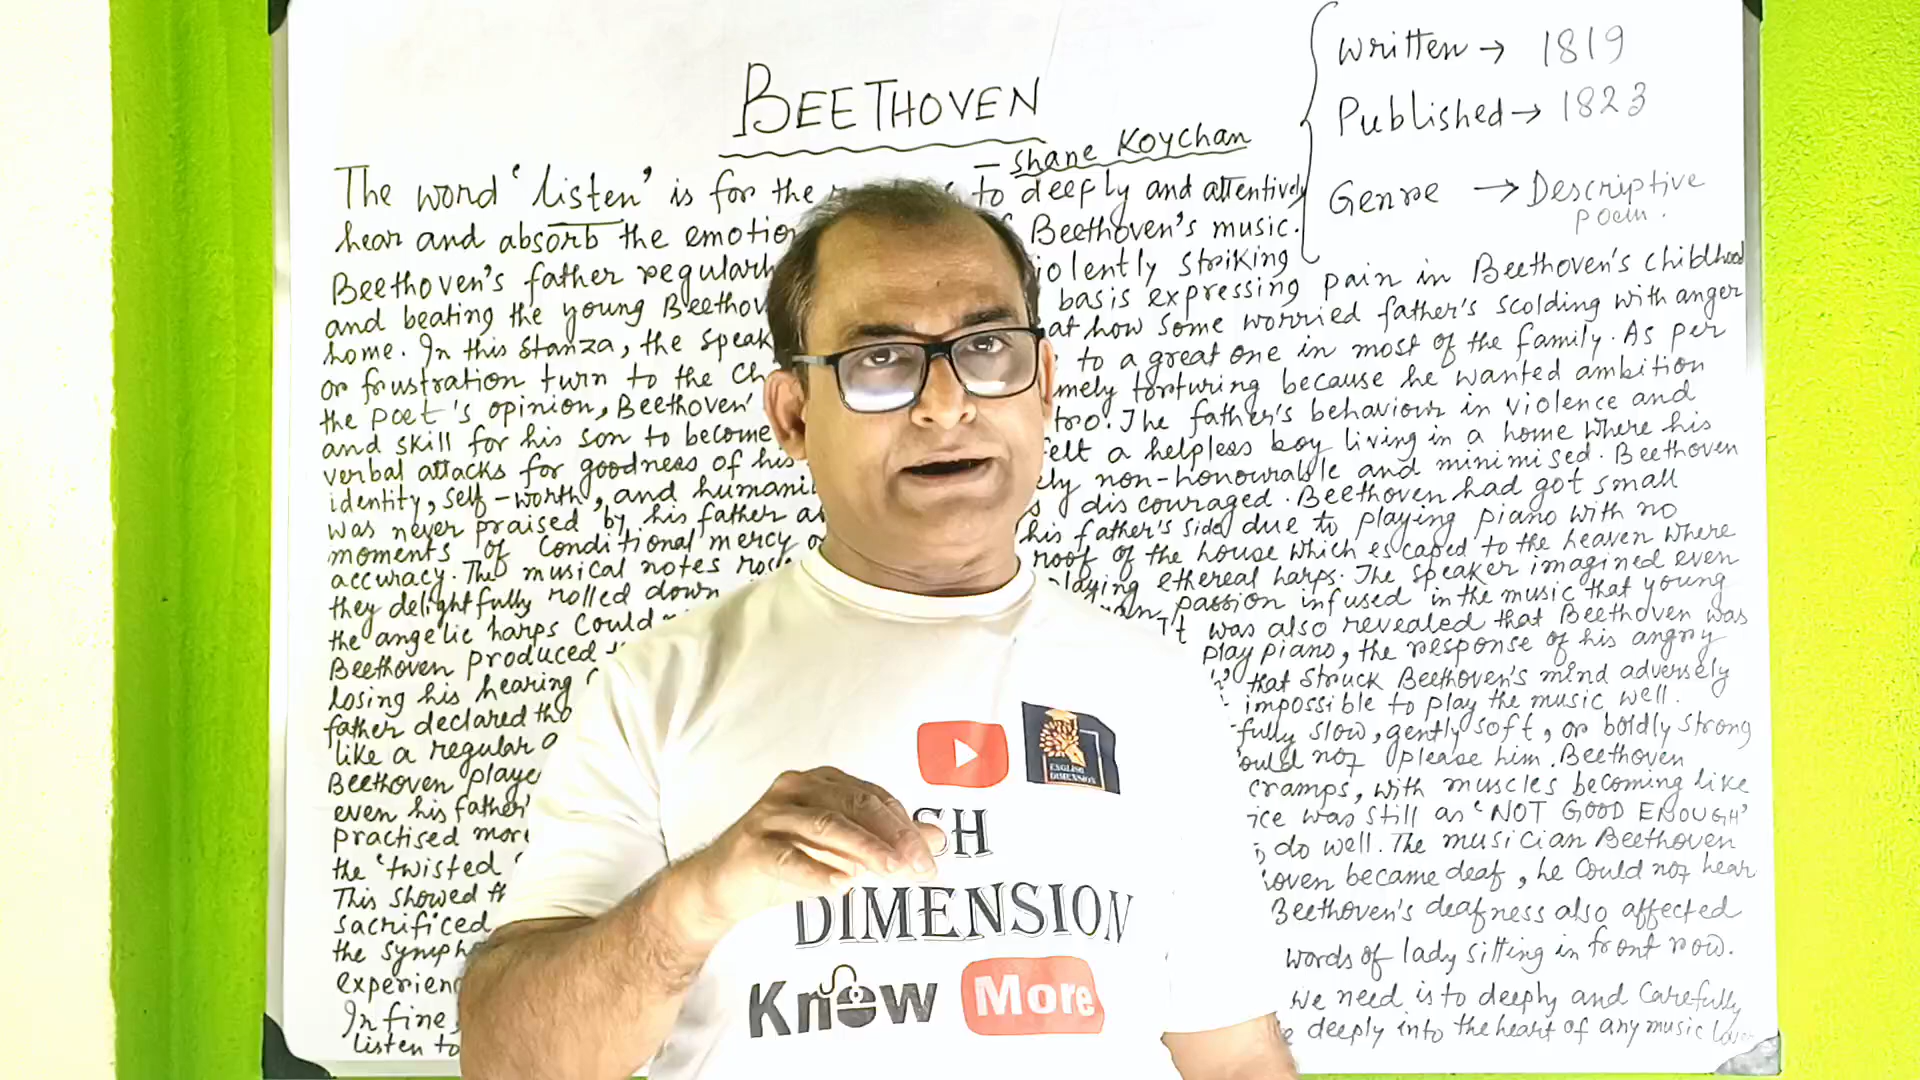 BEETHOVEN
- Shane Koychan
Written → 1819
Published → 1823
Genre → Descriptive
poem.
The word 'listen' is for the to deeply and attentively
hear and absorb the emotio Beethoven's music.
Beethoven's father regularly iolently striking
and beating the young Beethov basis expressing pain in Beethoven's childhood
home. In this stanza, the speak at how some worried father's scolding with anger
or frustration turn to the ch to a great one in most of the family. As per
the poet's opinion, Beethoven' mely torturing because he wanted ambition
and skill for his son to become tro. The father's behaviour in violence and
verbal attacks for goodness of his felt a helpless boy living in a home where his
identity, self-worth, and humani ely non-honourable and minimised. Beethoven
was never praised by his father a s discouraged. Beethoven had got small
moments of conditional mercy o his father's side due to playing piano with no
accuracy. The musical notes rose roof of the house which escaped to the heaven where
they delightfully rolled down laying ethereal harps. The speaker imagined even
the angelic harps could passion infused in the music that young
Beethoven produced It was also revealed that Beethoven was
losing his hearing play piano, the response of his angry
father declared tho that struck Beethoven's mind adversely
like a regular o impossible to play the music well.
Beethoven playe fully slow, gently soft, or boldly strong
even his father' ould not please him. Beethoven
practised more cramps, with muscles becoming like
the 'twisted ice was still as 'NOT GOOD ENOUGH'
This showed th do well. The musician Beethoven
sacrificed oven became deaf, he could not hear
the symph Beethoven's deafness also affected
experienc words of lady sitting in front row.
In fine, we need is to deeply and carefully
listen to e deeply into the heart of any music
ENGLISH
DIMENSION
SH
DIMENSION
Know More